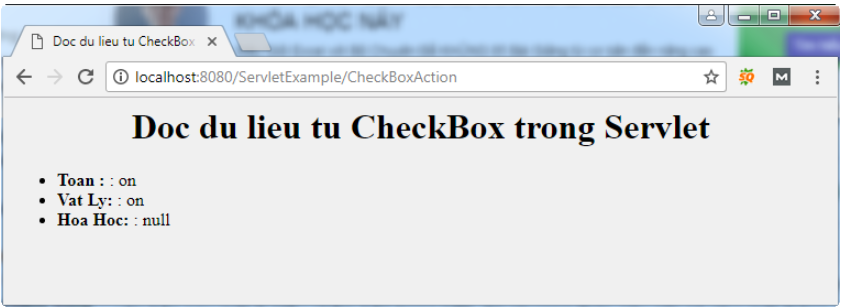 KHÓA HỌC NÀY
Doc du lieu tu CheckBox
localhost:8080/ServletExample/CheckBoxAction
Doc du lieu tu CheckBox trong Servlet
• Toan : : on
• Vat Ly: : on
• Hoa Hoc: : null